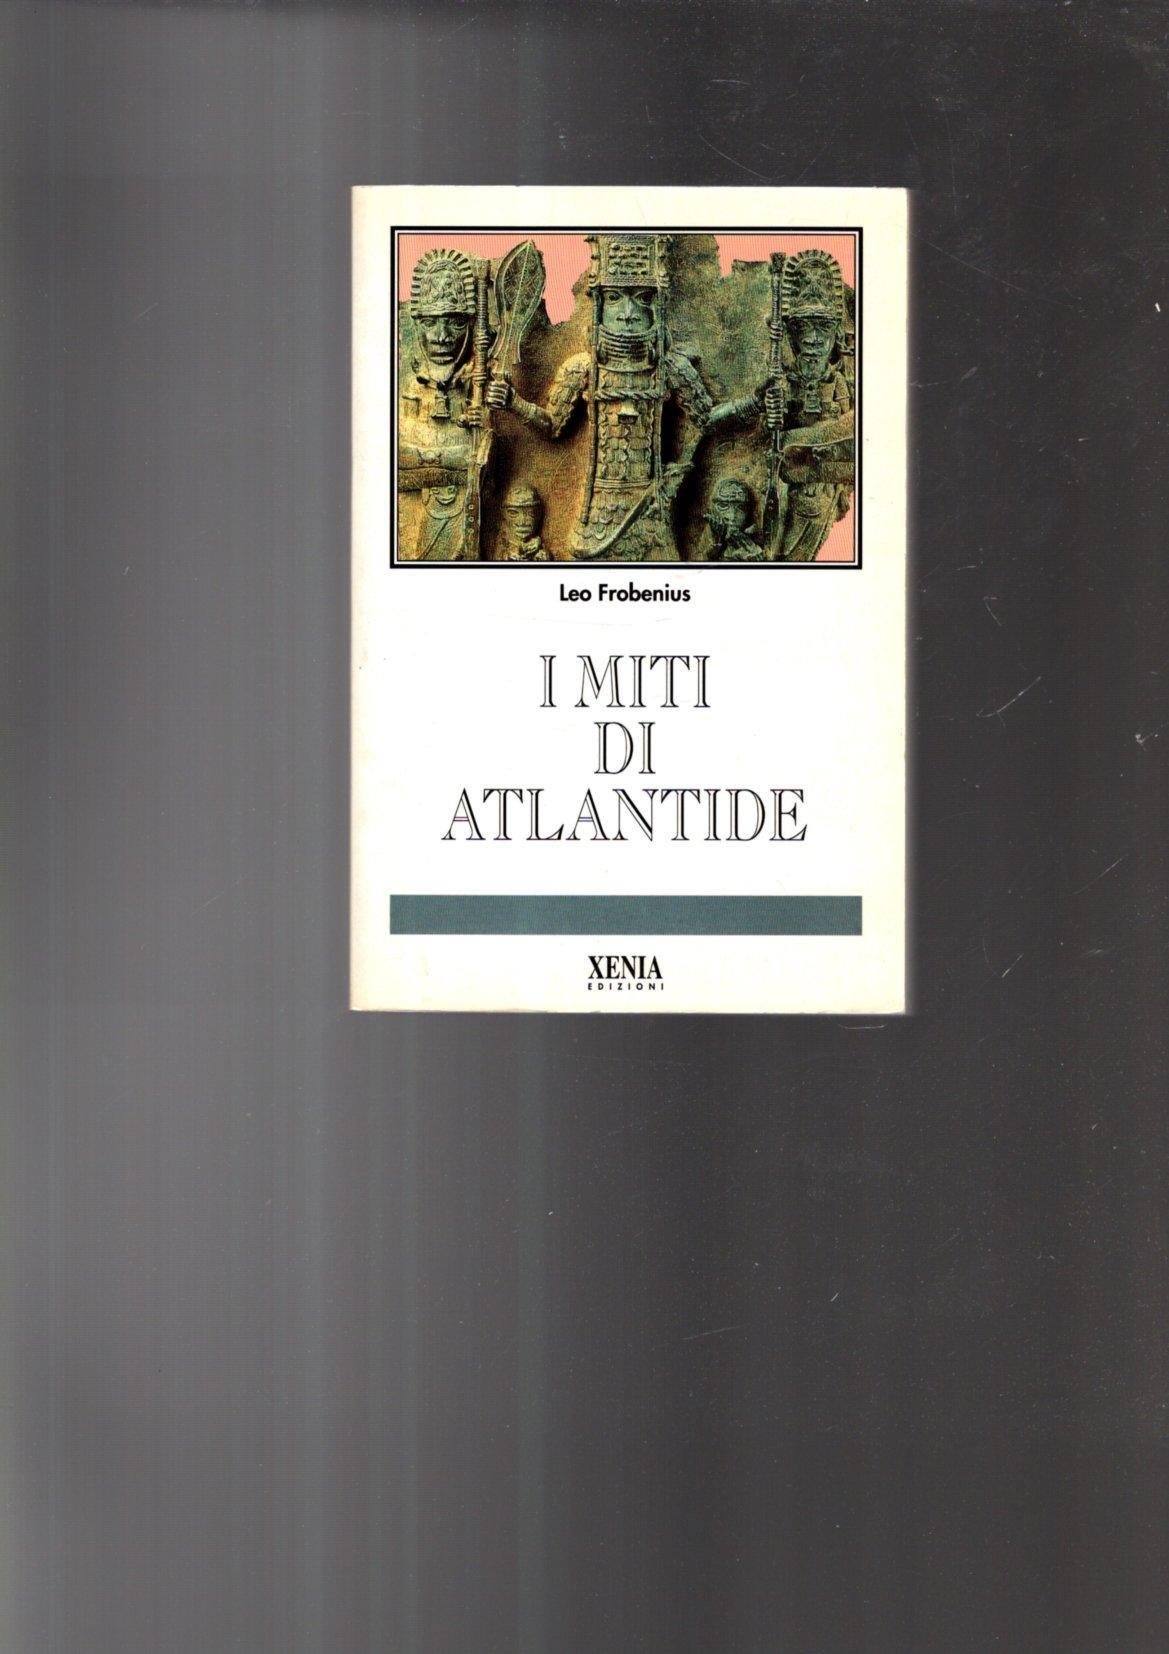 Leo Frobenius
I MITI
DI
ATLANTIDE
XENIA
EDIZIONI